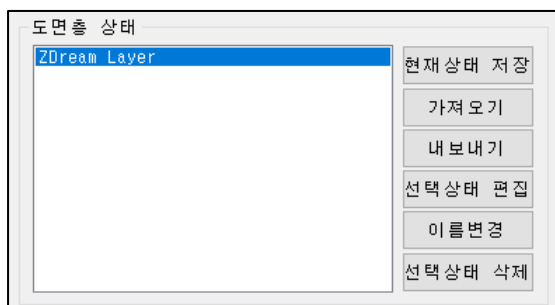 도면층 상태
ZDream Layer
현재상태 저장
가져오기
내보내기
선택상태 편집
이름변경
선택상태 삭제